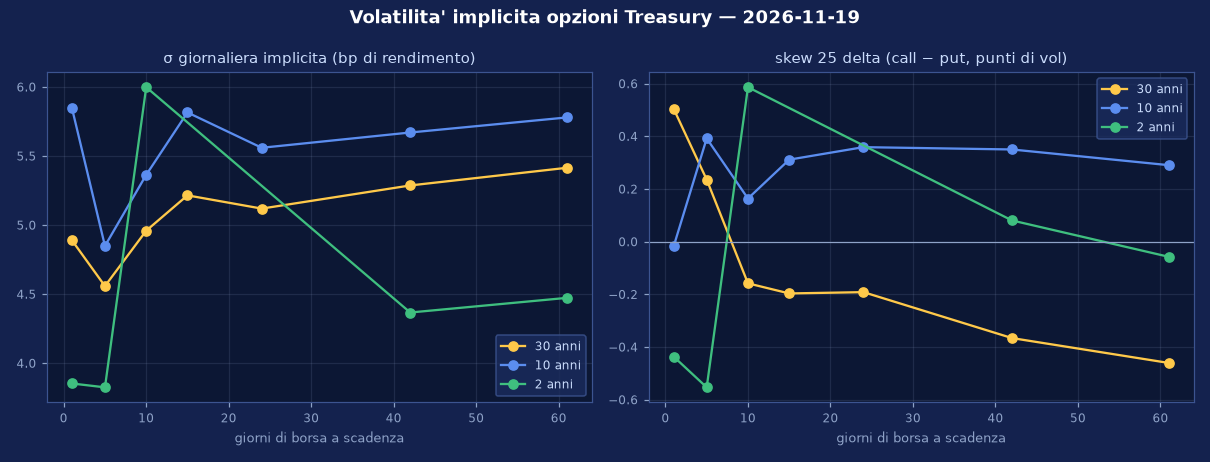 Volatilita' implicita opzioni Treasury — 2026-11-19
σ giornaliera implicita (bp di rendimento)
6.0
5.5
5.0
4.5
4.0
0
10
20
30
40
50
60
giorni di borsa a scadenza
30 anni
10 anni
2 anni
skew 25 delta (call − put, punti di vol)
0.6
0.4
0.2
0.0
−0.2
−0.4
−0.6
0
10
20
30
40
50
60
giorni di borsa a scadenza
30 anni
10 anni
2 anni